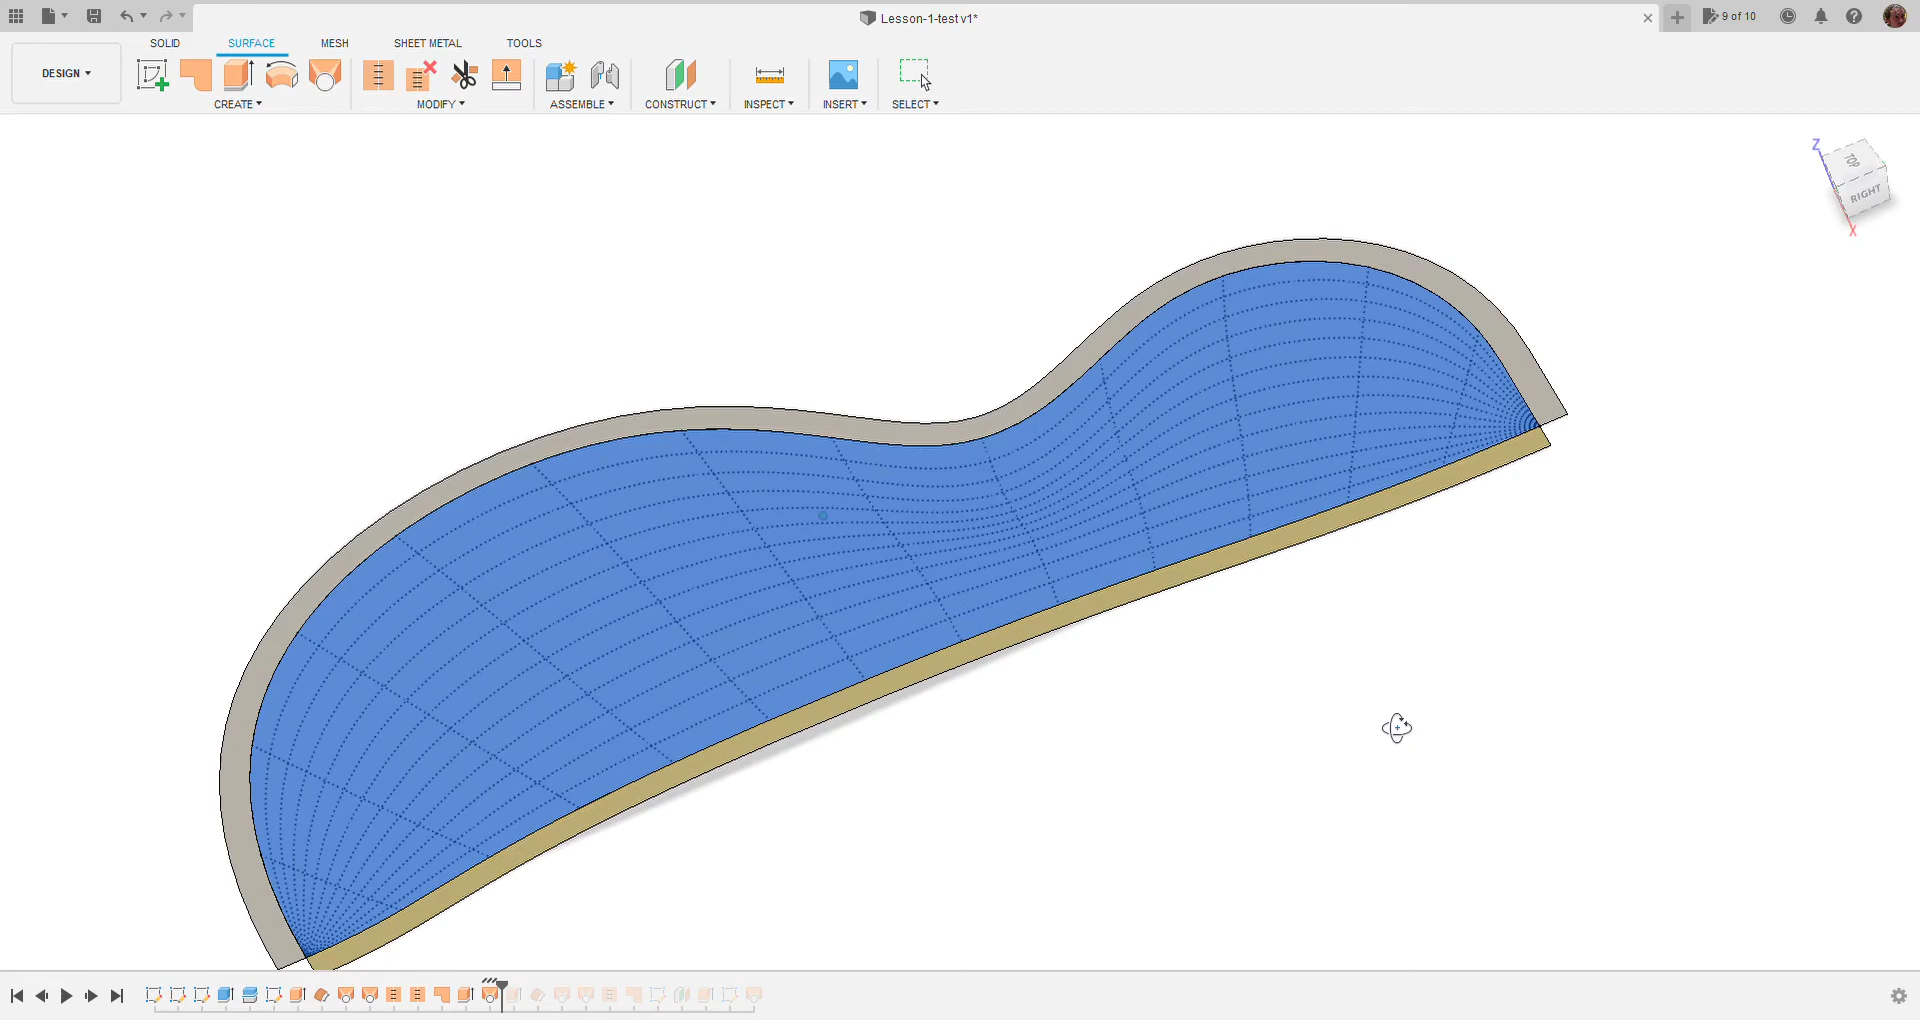 Lesson-1-test v1*
9 of 10
SOLID SURFACE MESH SHEET METAL TOOLS
DESIGN
CREATE MODIFY ASSEMBLE CONSTRUCT INSPECT INSERT SELECT
Z
TOP
RIGHT
X